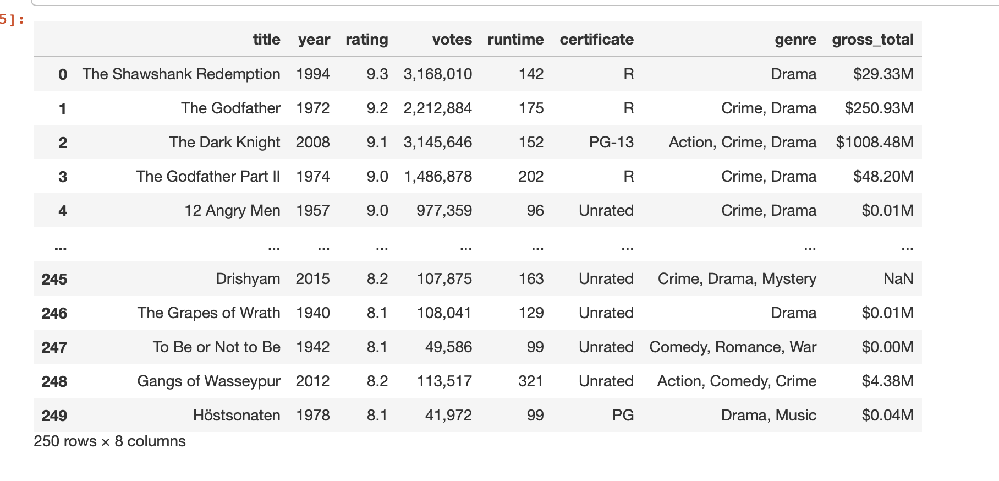 5]:
title year rating votes runtime certificate genre gross_total
0 The Shawshank Redemption 1994 9.3 3,168,010 142 R Drama $29.33M
1 The Godfather 1972 9.2 2,212,884 175 R Crime, Drama $250.93M
2 The Dark Knight 2008 9.1 3,145,646 152 PG-13 Action, Crime, Drama $1008.48M
3 The Godfather Part II 1974 9.0 1,486,878 202 R Crime, Drama $48.20M
4 12 Angry Men 1957 9.0 977,359 96 Unrated Crime, Drama $0.01M
... ... ... ... ... ... ... ... ...
245 Drishyam 2015 8.2 107,875 163 Unrated Crime, Drama, Mystery NaN
246 The Grapes of Wrath 1940 8.1 108,041 129 Unrated Drama $0.01M
247 To Be or Not to Be 1942 8.1 49,586 99 Unrated Comedy, Romance, War $0.00M
248 Gangs of Wasseypur 2012 8.2 113,517 321 Unrated Action, Comedy, Crime $4.38M
249 Höstsonaten 1978 8.1 41,972 99 PG Drama, Music $0.04M
250 rows × 8 columns